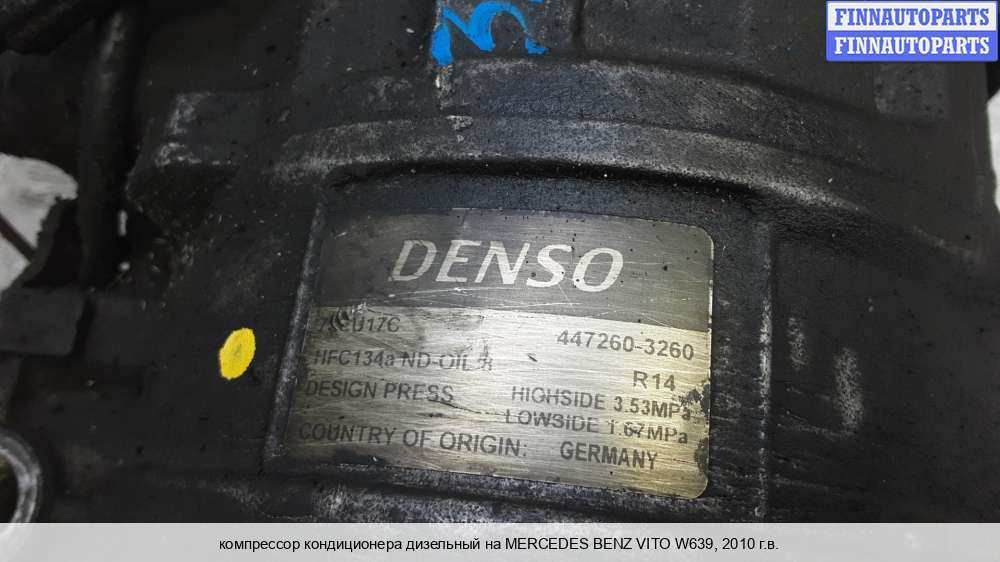 FINNAUTOPARTS
FINNAUTOPARTS
DENSO
447260-3260
HFC134a ND-OIL 8
R14
DESIGN PRESS HIGHSIDE 3.53MPa
LOWSIDE 1.67MPa
COUNTRY OF ORIGIN: GERMANY
компрессор кондиционера дизельный на MERCEDES BENZ VITO W639, 2010 г.в.